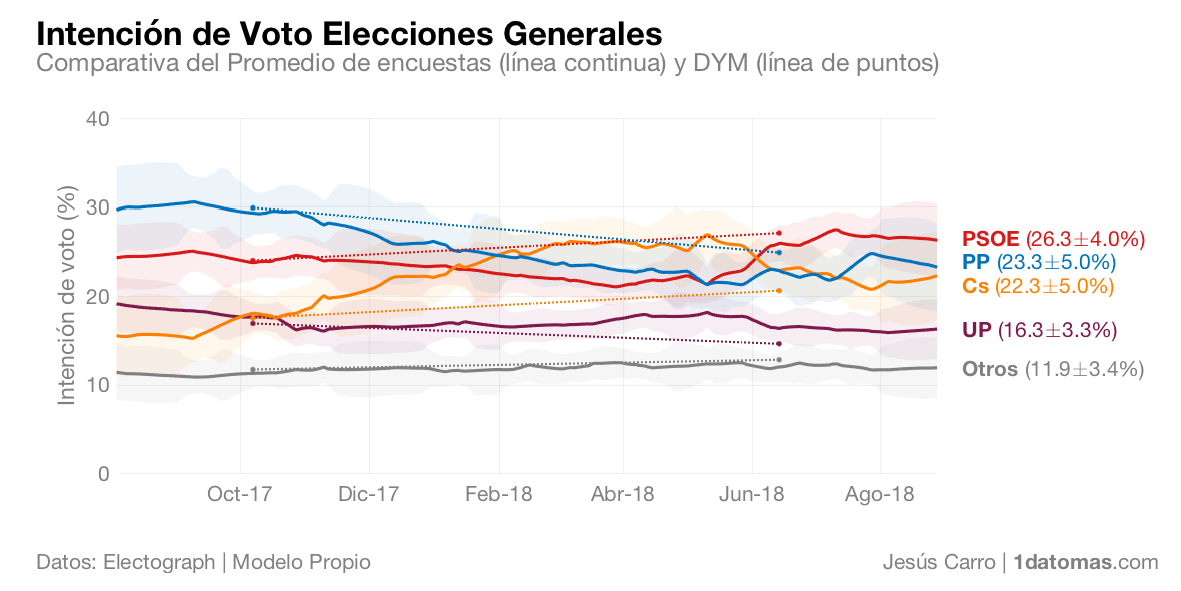 Intención de Voto Elecciones Generales
Comparativa del Promedio de encuestas (línea continua) y DYM (línea de puntos)
Intención de voto (%)
40
30
20
10
0
Oct-17 Dic-17 Feb-18 Abr-18 Jun-18 Ago-18
PSOE (26.3±4.0%)
PP (23.3±5.0%)
Cs (22.3±5.0%)
UP (16.3±3.3%)
Otros (11.9±3.4%)
Datos: Electograph | Modelo Propio
Jesús Carro | 1datomas.com